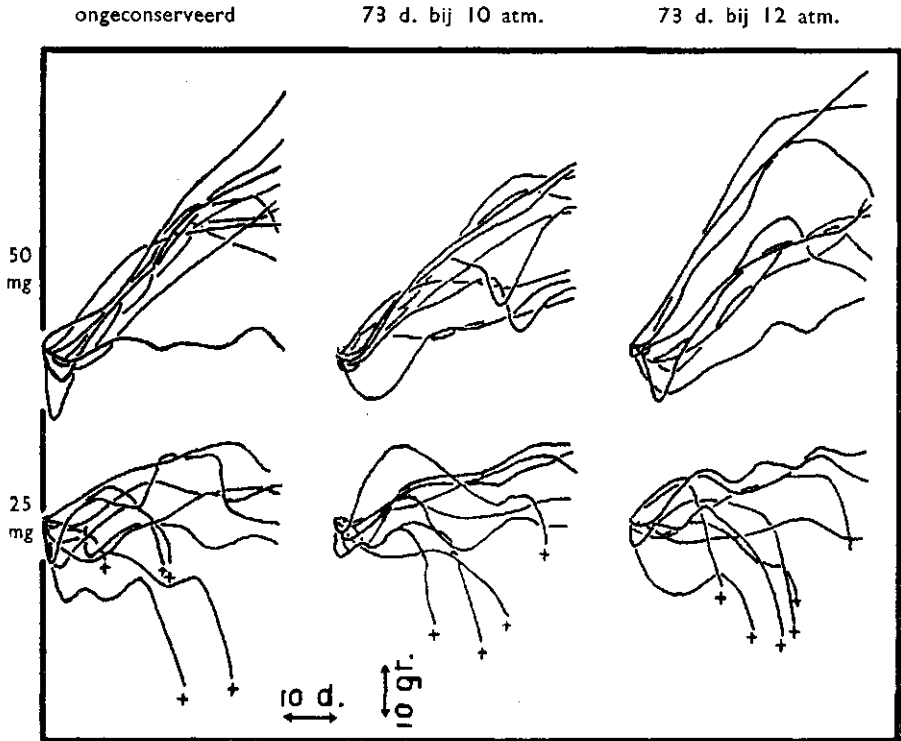 ongeconserveerd 73 d. bij 10 atm. 73 d. bij 12 atm.
50
mg
25
mg
10 d.
10 gr.